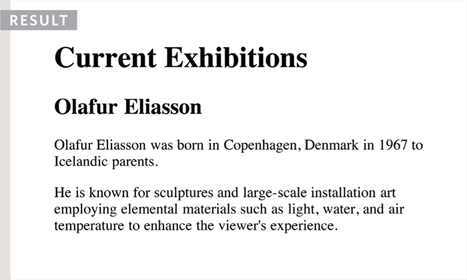 RESULT
Current Exhibitions
Olafur Eliasson
Olafur Eliasson was born in Copenhagen, Denmark in 1967 to
Icelandic parents.
He is known for sculptures and large-scale installation art
employing elemental materials such as light, water, and air
temperature to enhance the viewer's experience.